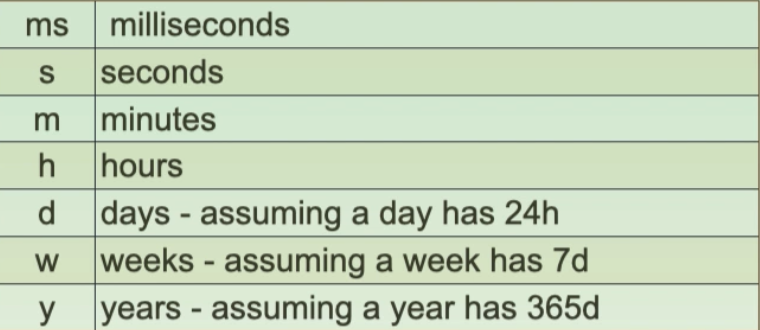 ms milliseconds
s seconds
m minutes
h hours
d days - assuming a day has 24h
w weeks - assuming a week has 7d
y years - assuming a year has 365d